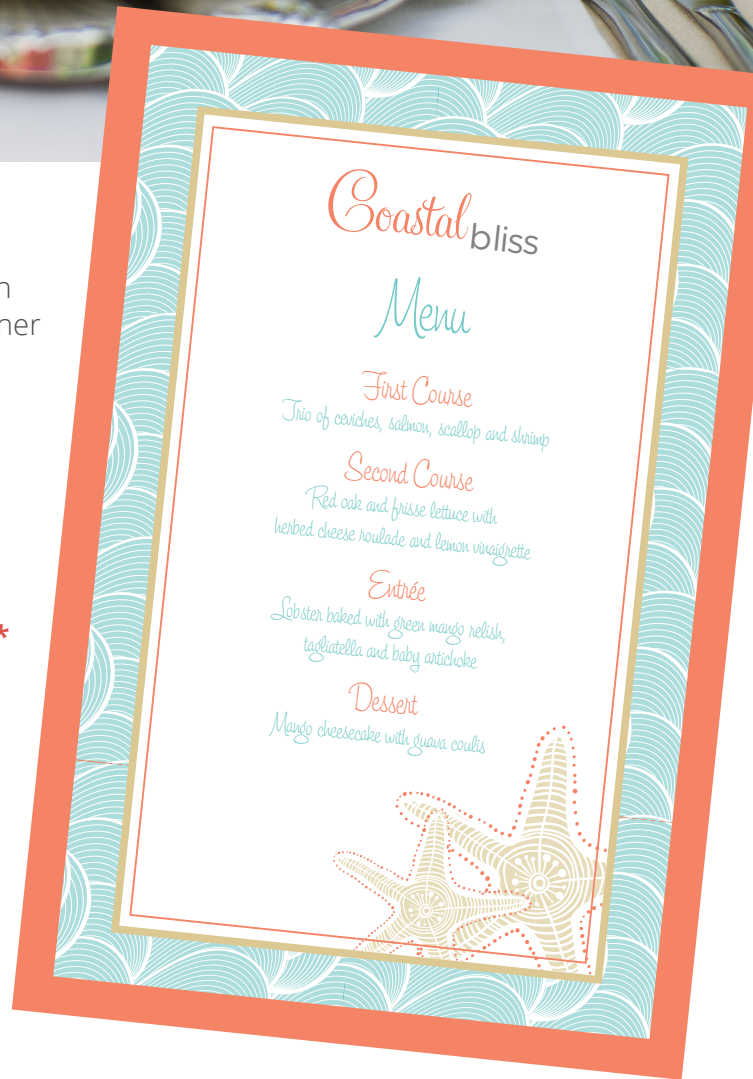 Coastal bliss
Menu
First Course
Trio of ceviches, salmon, scallop and shrimp
Second Course
Red oak and frisse lettuce with
herbed cheese roulade and lemon vinaigrette
Entrée
Lobster baked with green mango relish,
tagliatella and baby artichoke
Dessert
Mango cheesecake with guava coulis
*